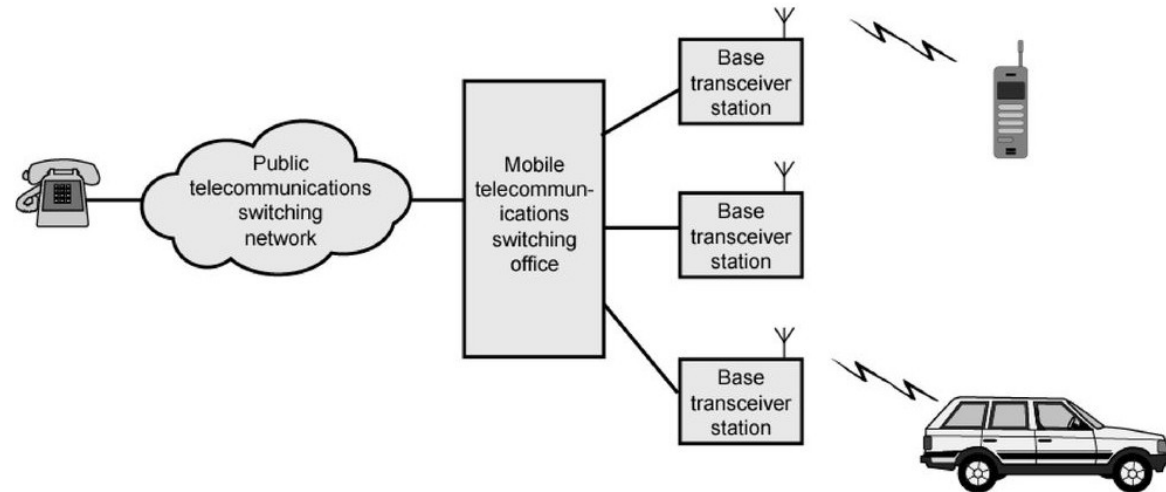 Public
telecommunications
switching
network
Mobile
telecommun-
ications
switching
office
Base
transceiver
station
Base
transceiver
station
Base
transceiver
station